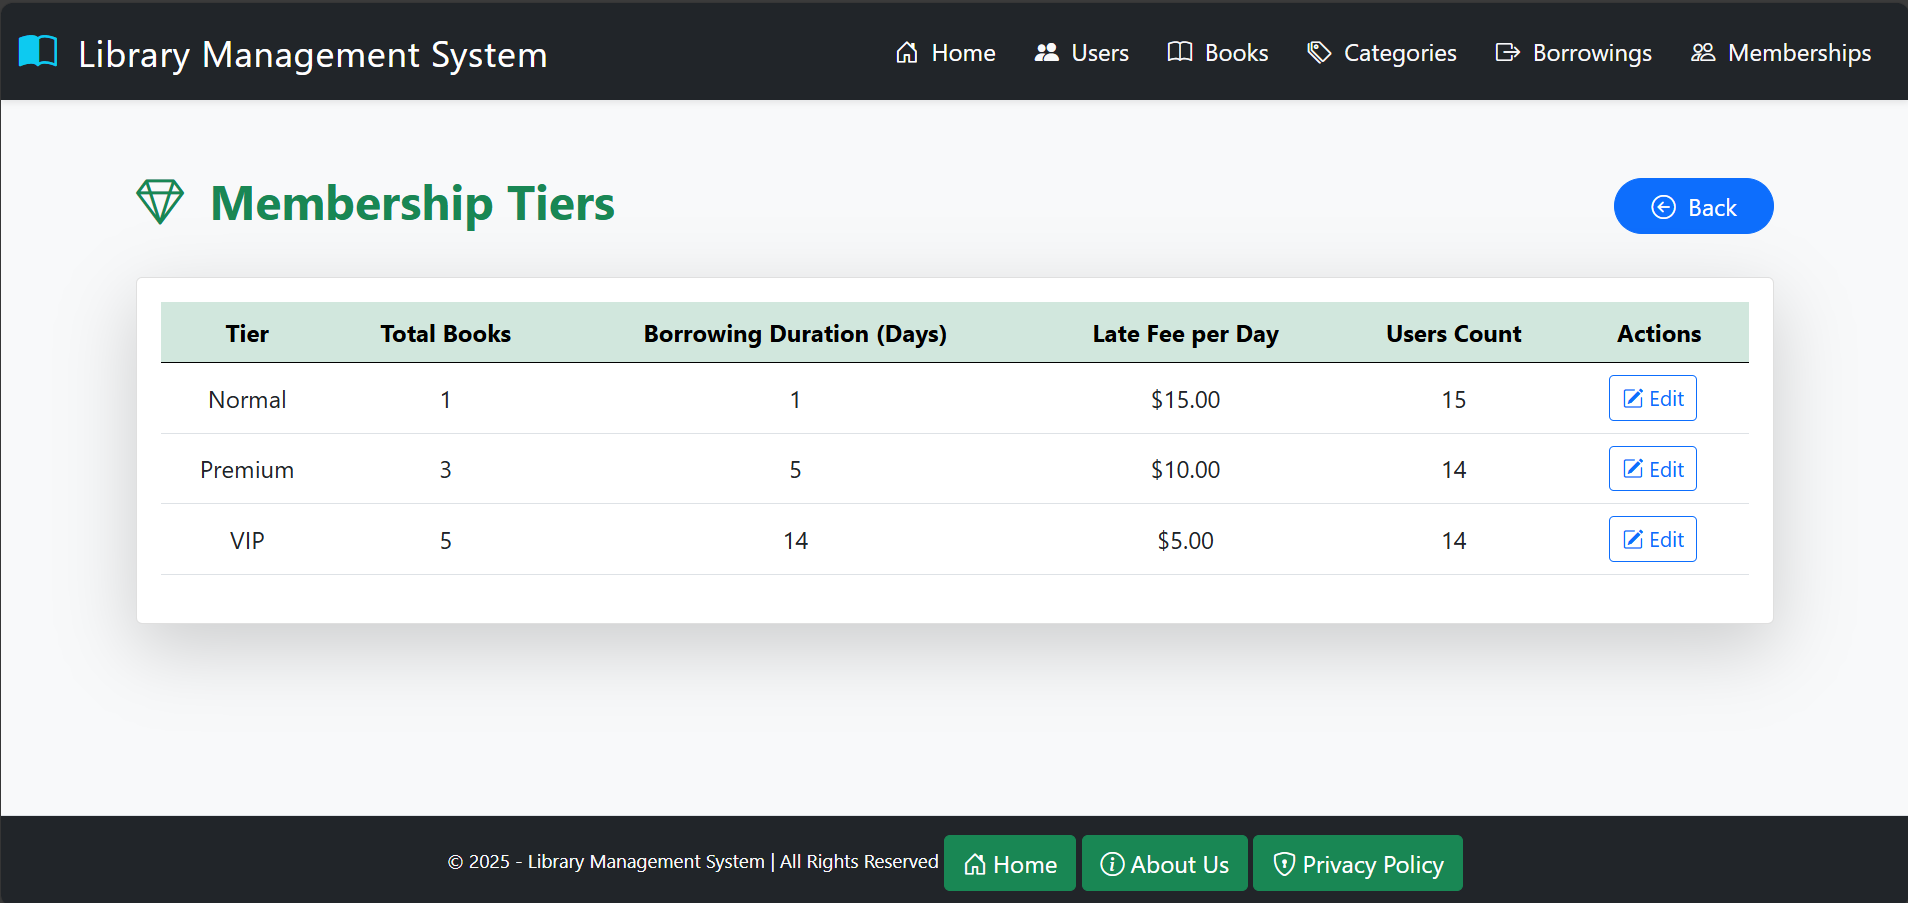 Library Management System Home Users Books Categories Borrowings Memberships
Membership Tiers Back
Tier Total Books Borrowing Duration (Days) Late Fee per Day Users Count Actions
Normal 1 1 $15.00 15 Edit
Premium 3 5 $10.00 14 Edit
VIP 5 14 $5.00 14 Edit
© 2025 - Library Management System | All Rights Reserved Home About Us Privacy Policy